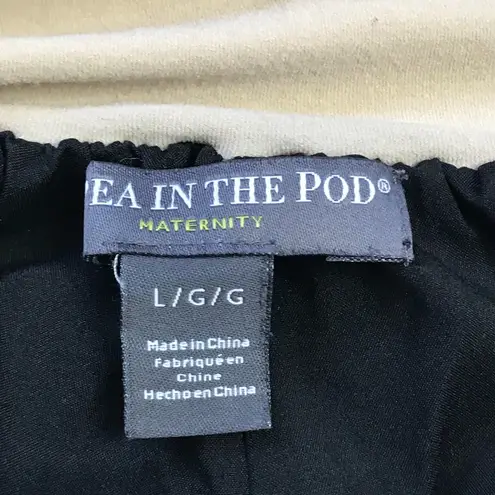 EA IN THE POD®
MATERNITY
L/G/G
Made in China
Fabriqué en
Chine
Hecho en China